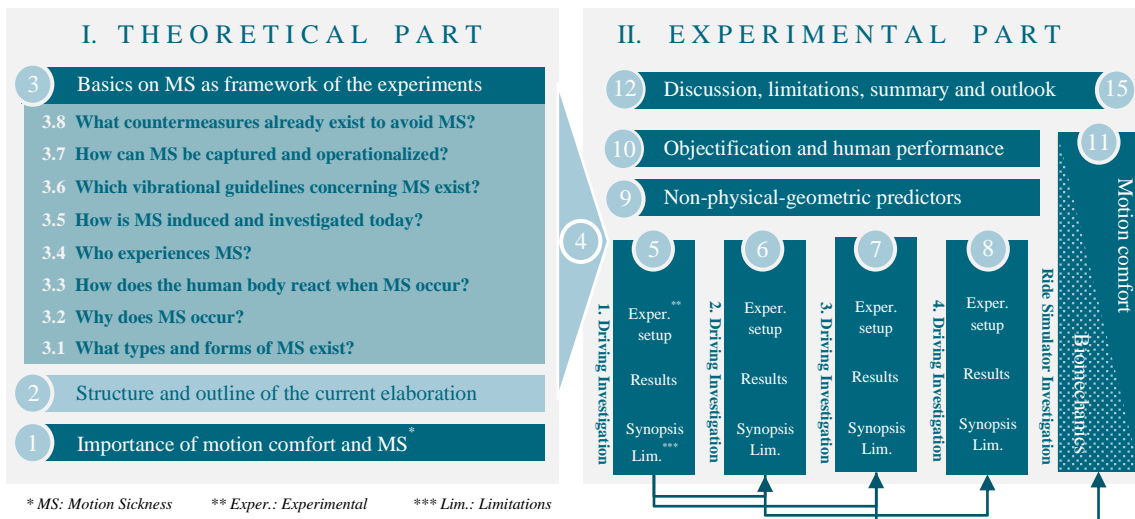 I. THEORETICAL PART
3 Basics on MS as framework of the experiments
3.8 What countermeasures already exist to avoid MS?
3.7 How can MS be captured and operationalized?
3.6 Which vibrational guidelines concerning MS exist?
3.5 How is MS induced and investigated today?
3.4 Who experiences MS?
3.3 How does the human body react when MS occur?
3.2 Why does MS occur?
3.1 What types and forms of MS exist?
2 Structure and outline of the current elaboration
1 Importance of motion comfort and MS*
* MS: Motion Sickness ** Exper.: Experimental *** Lim.: Limitations
4
II. EXPERIMENTAL PART
12 Discussion, limitations, summary and outlook 15
10 Objectification and human performance
9 Non-physical-geometric predictors
1. Driving Investigation
5
Exper.**
setup
Results
Synopsis
Lim.***
2. Driving Investigation
6
Exper.
setup
Results
Synopsis
Lim.
3. Driving Investigation
7
Exper.
setup
Results
Synopsis
Lim.
4. Driving Investigation
8
Exper.
setup
Results
Synopsis
Lim.
Ride Simulator Investigation
11
Motion comfort
Biomechanics